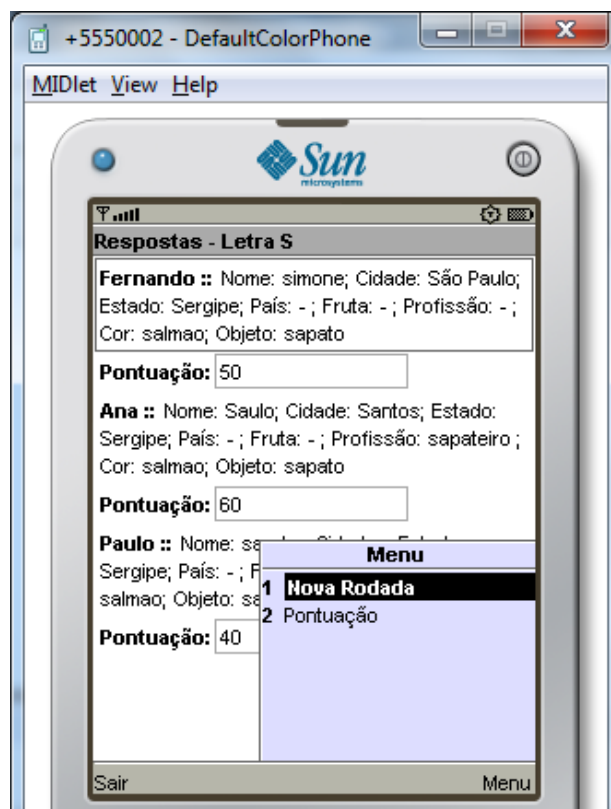 +5550002 - DefaultColorPhone
MIDlet View Help
Sun
microsystems
Respostas - Letra S
Fernando :: Nome: simone; Cidade: São Paulo;
Estado: Sergipe; País: - ; Fruta: - ; Profissão: - ;
Cor: salmao; Objeto: sapato
Pontuação: 50
Ana :: Nome: Saulo; Cidade: Santos; Estado:
Sergipe; País: - ; Fruta: - ; Profissão: sapateiro ;
Cor: salmao; Objeto: sapato
Pontuação: 60
Paulo :: Nome:
Sergipe; País: - ;
salmao; Objeto:
Pontuação: 40
Menu
1 Nova Rodada
2 Pontuação
Sair Menu